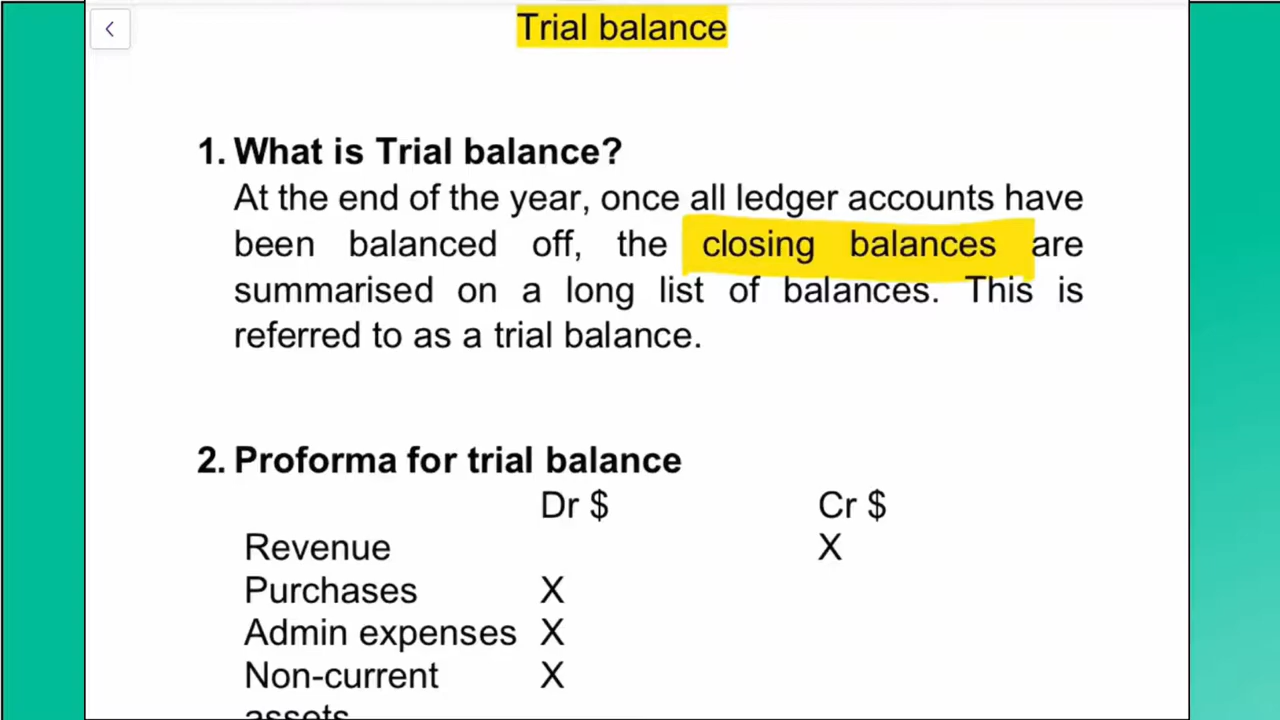 Trial balance
1. What is Trial balance?
At the end of the year, once all ledger accounts have
been balanced off, the closing balances are
summarised on a long list of balances. This is
referred to as a trial balance.
2. Proforma for trial balance
Dr $ Cr $
Revenue X
Purchases X
Admin expenses X
Non-current X
assets